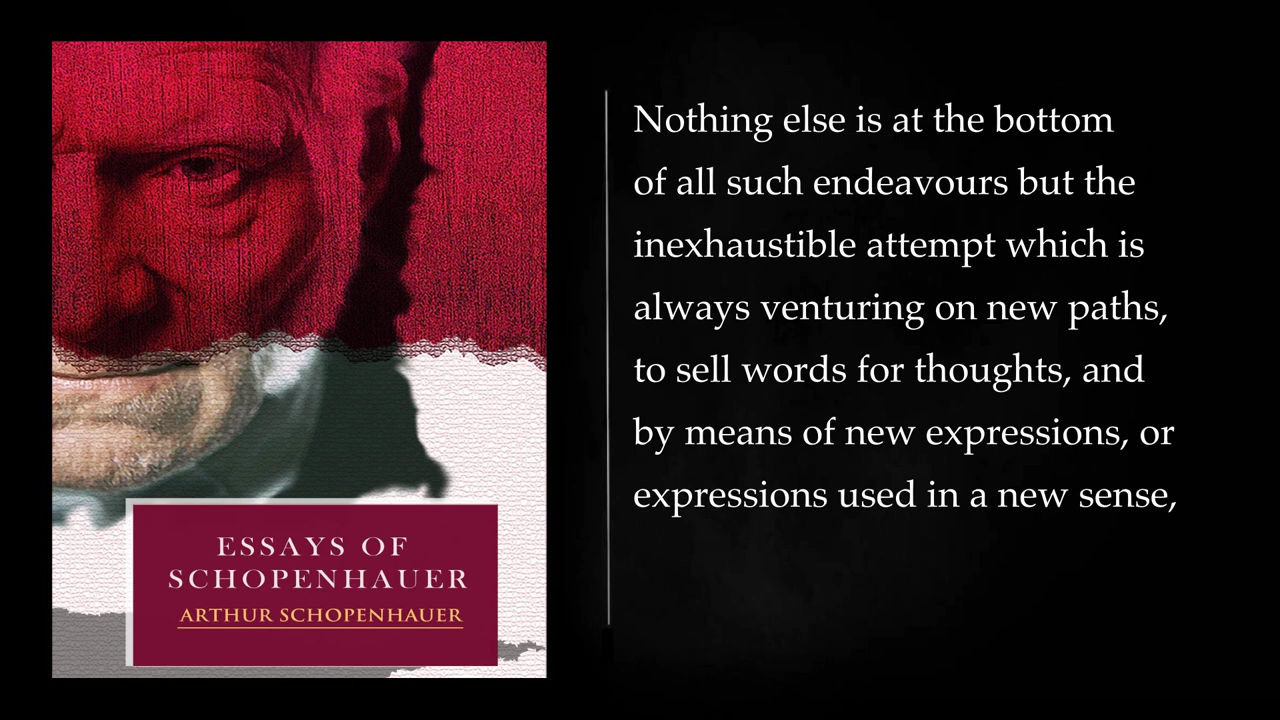 ESSAYS OF
SCHOPENHAUER
ARTHUR SCHOPENHAUER
Nothing else is at the bottom
of all such endeavours but the
inexhaustible attempt which is
always venturing on new paths,
to sell words for thoughts, and
by means of new expressions, or
expressions used in a new sense,